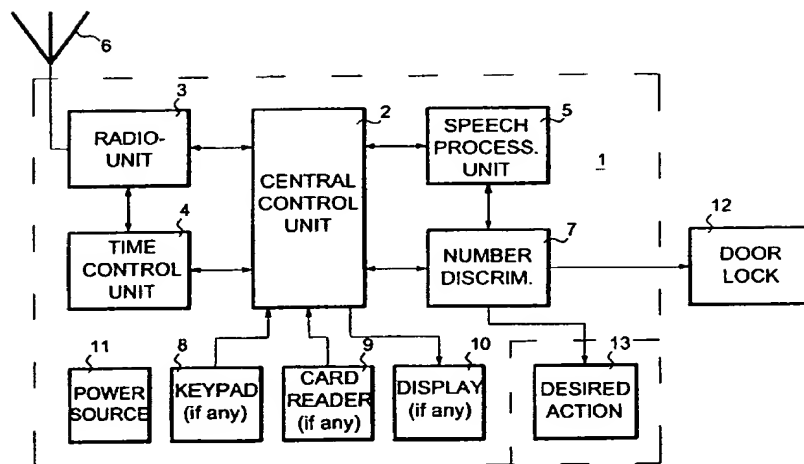 6
3
RADIO-
UNIT
2
CENTRAL
CONTROL
UNIT
5
SPEECH
PROCESS.
UNIT
1
4
TIME
CONTROL
UNIT
7
NUMBER
DISCRIM.
12
DOOR
LOCK
11
POWER
SOURCE
8
KEYPAD
(if any)
9
CARD
READER
(if any)
10
DISPLAY
(if any)
13
DESIRED
ACTION